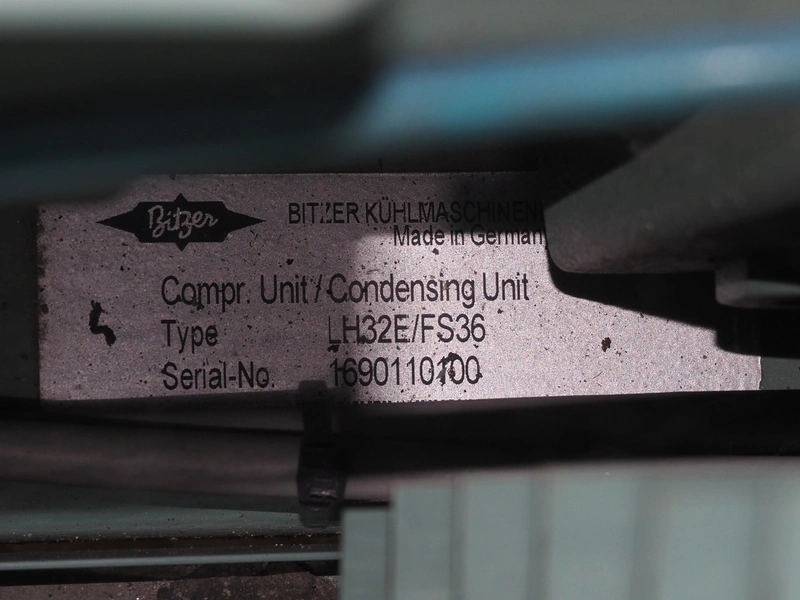 Bitzer
BITZER KÜHLMASCHINEN
Made in German
Compr. Unit / Condensing Unit
Type LH32E/FS36
Serial-No. 1690110100